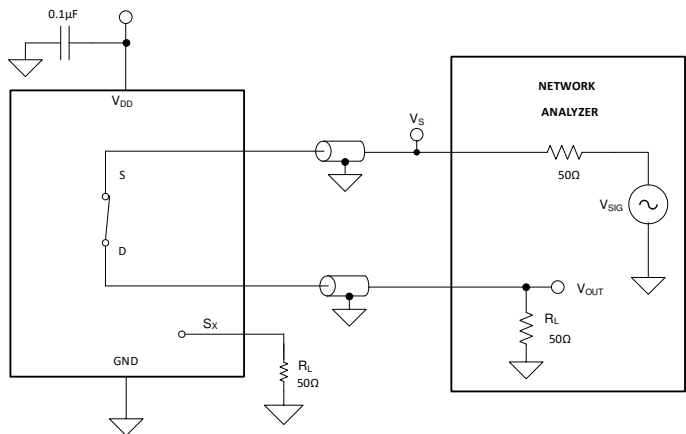 0.1µF
VDD
NETWORK
ANALYZER
VS
S
50Ω
VSIG
D
VOUT
SX
RL
50Ω
GND
RL
50Ω